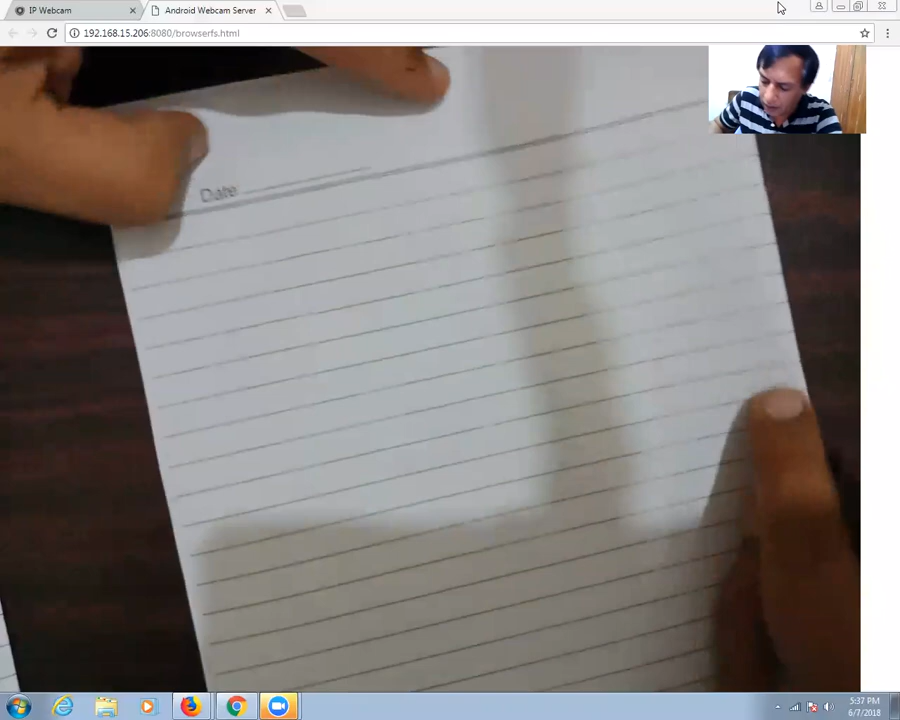 IP Webcam
Android Webcam Server
192.168.15.206:8080/browserfs.html
Date
5:37 PM
6/7/2018